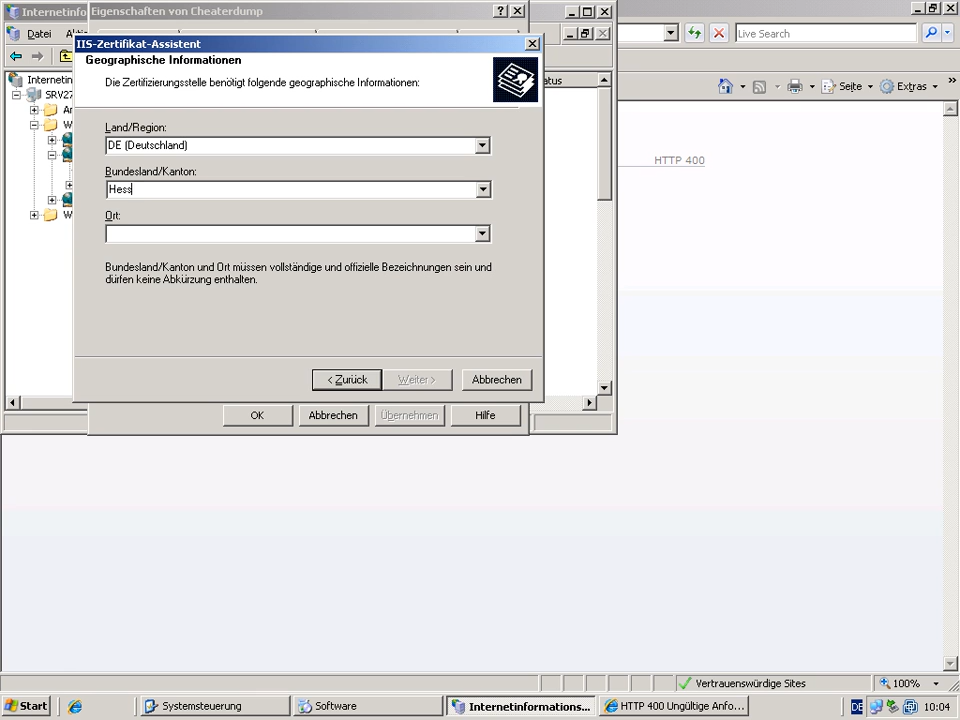 Internetinfo
Eigenschaften von Cheaterdump
Datei
IIS-Zertifikat-Assistent
Geographische Informationen
Die Zertifizierungsstelle benötigt folgende geographische Informationen:
Live Search
Seite
Extras
Internetin
SRV27
Land/Region:
DE (Deutschland)
HTTP 400
Bundesland/Kanton:
Hess
Ort:
Bundesland/Kanton und Ort müssen vollständige und offizielle Bezeichnungen sein und
dürfen keine Abkürzung enthalten.
< Zurück
Weiter >
Abbrechen
OK
Abbrechen
Übernehmen
Hilfe
Vertrauenswürdige Sites
100%
Start
Systemsteuerung
Software
Internetinformations...
HTTP 400 Ungültige Anfo...
DE
10:04